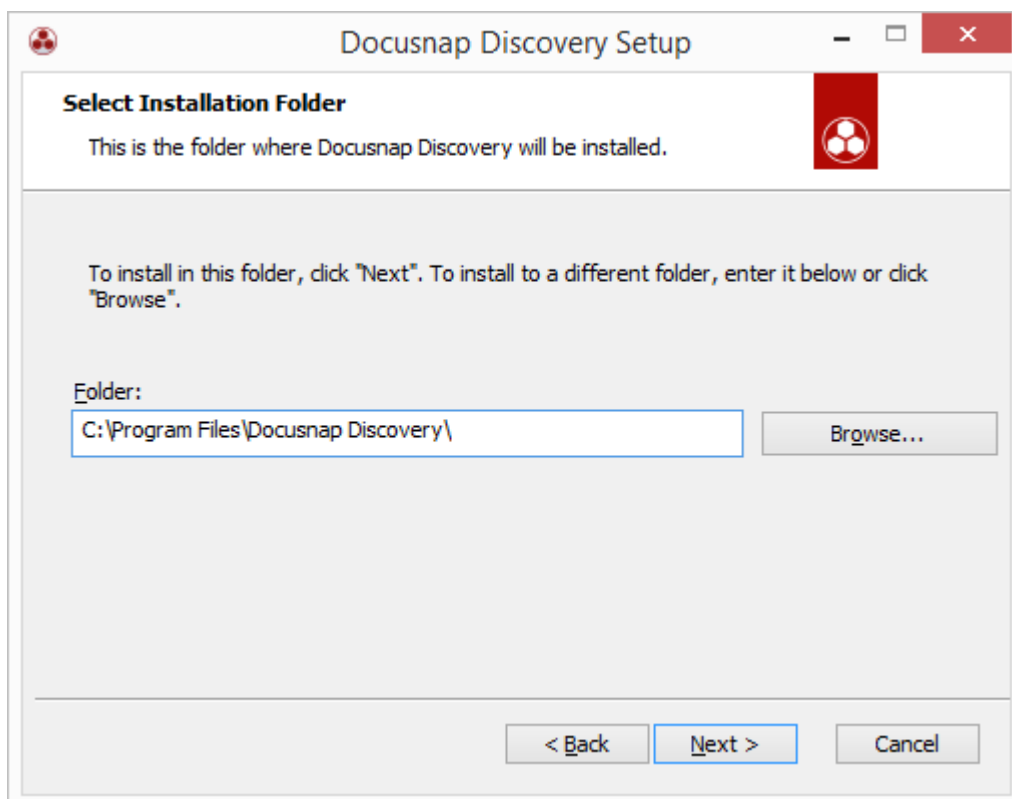 Docusnap Discovery Setup
Select Installation Folder
This is the folder where Docusnap Discovery will be installed.
To install in this folder, click "Next". To install to a different folder, enter it below or click
"Browse".
Folder:
C:\Program Files\Docusnap Discovery\
Browse...
< Back
Next >
Cancel